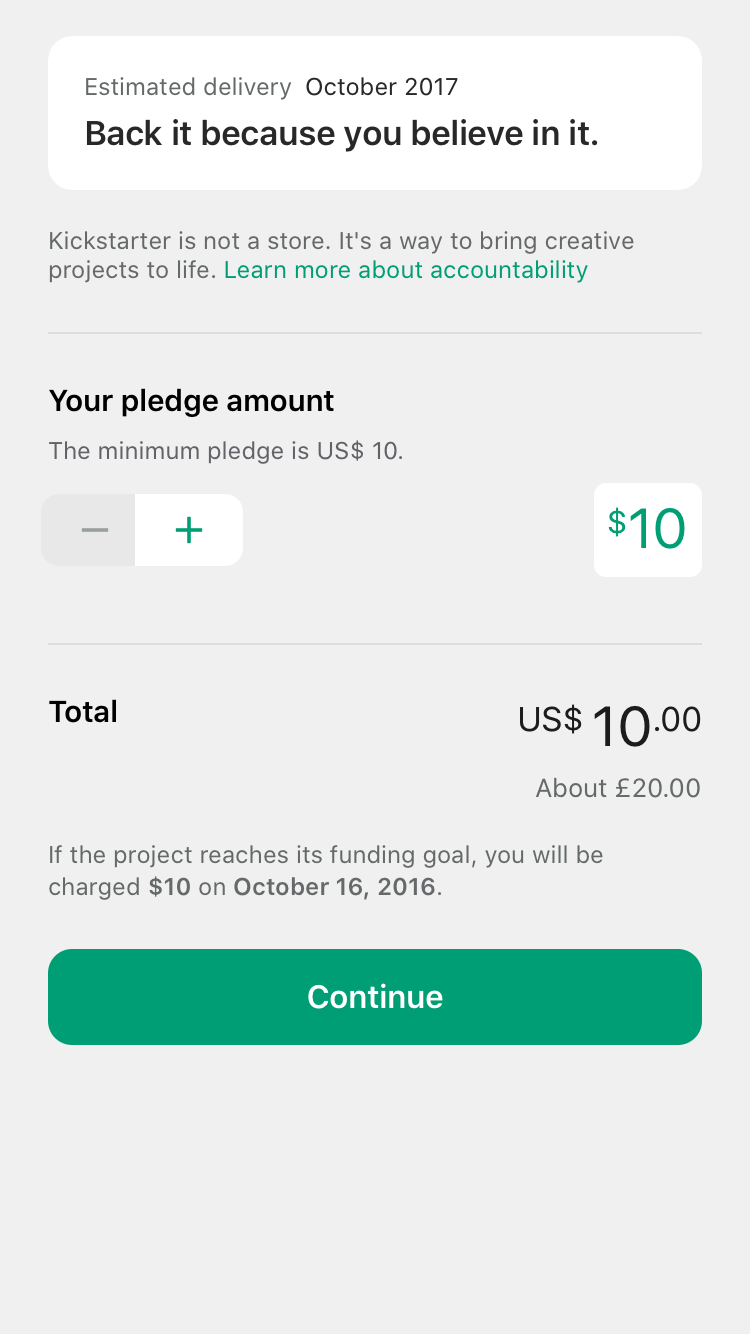 Estimated delivery October 2017
Back it because you believe in it.
Kickstarter is not a store. It's a way to bring creative
projects to life. Learn more about accountability
Your pledge amount
The minimum pledge is US$ 10.
− +
$10
Total
US$ 10.00
About £20.00
If the project reaches its funding goal, you will be
charged $10 on October 16, 2016.
Continue